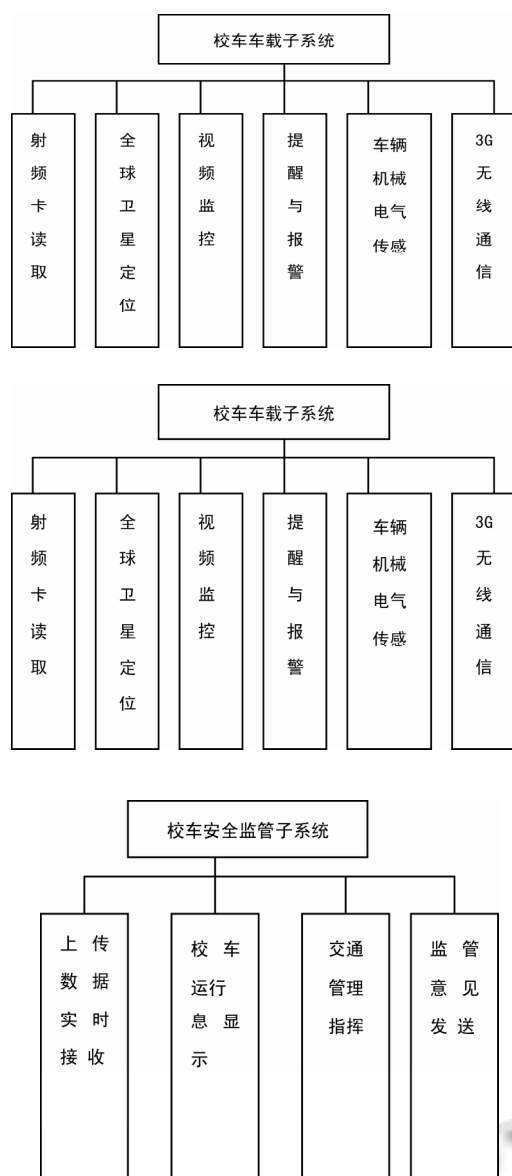 校车车载子系统
射频卡读取
全球卫星定位
视频监控
提醒与报警
车辆
机械
电气
传感
3G无线通信
校车车载子系统
射频卡读取
全球卫星定位
视频监控
提醒与报警
车辆
机械
电气
传感
3G无线通信
校车安全监管子系统
上传
数据
实时
接收
校车
运行
息显
示
交通
管理
指挥
监管
意见
发送